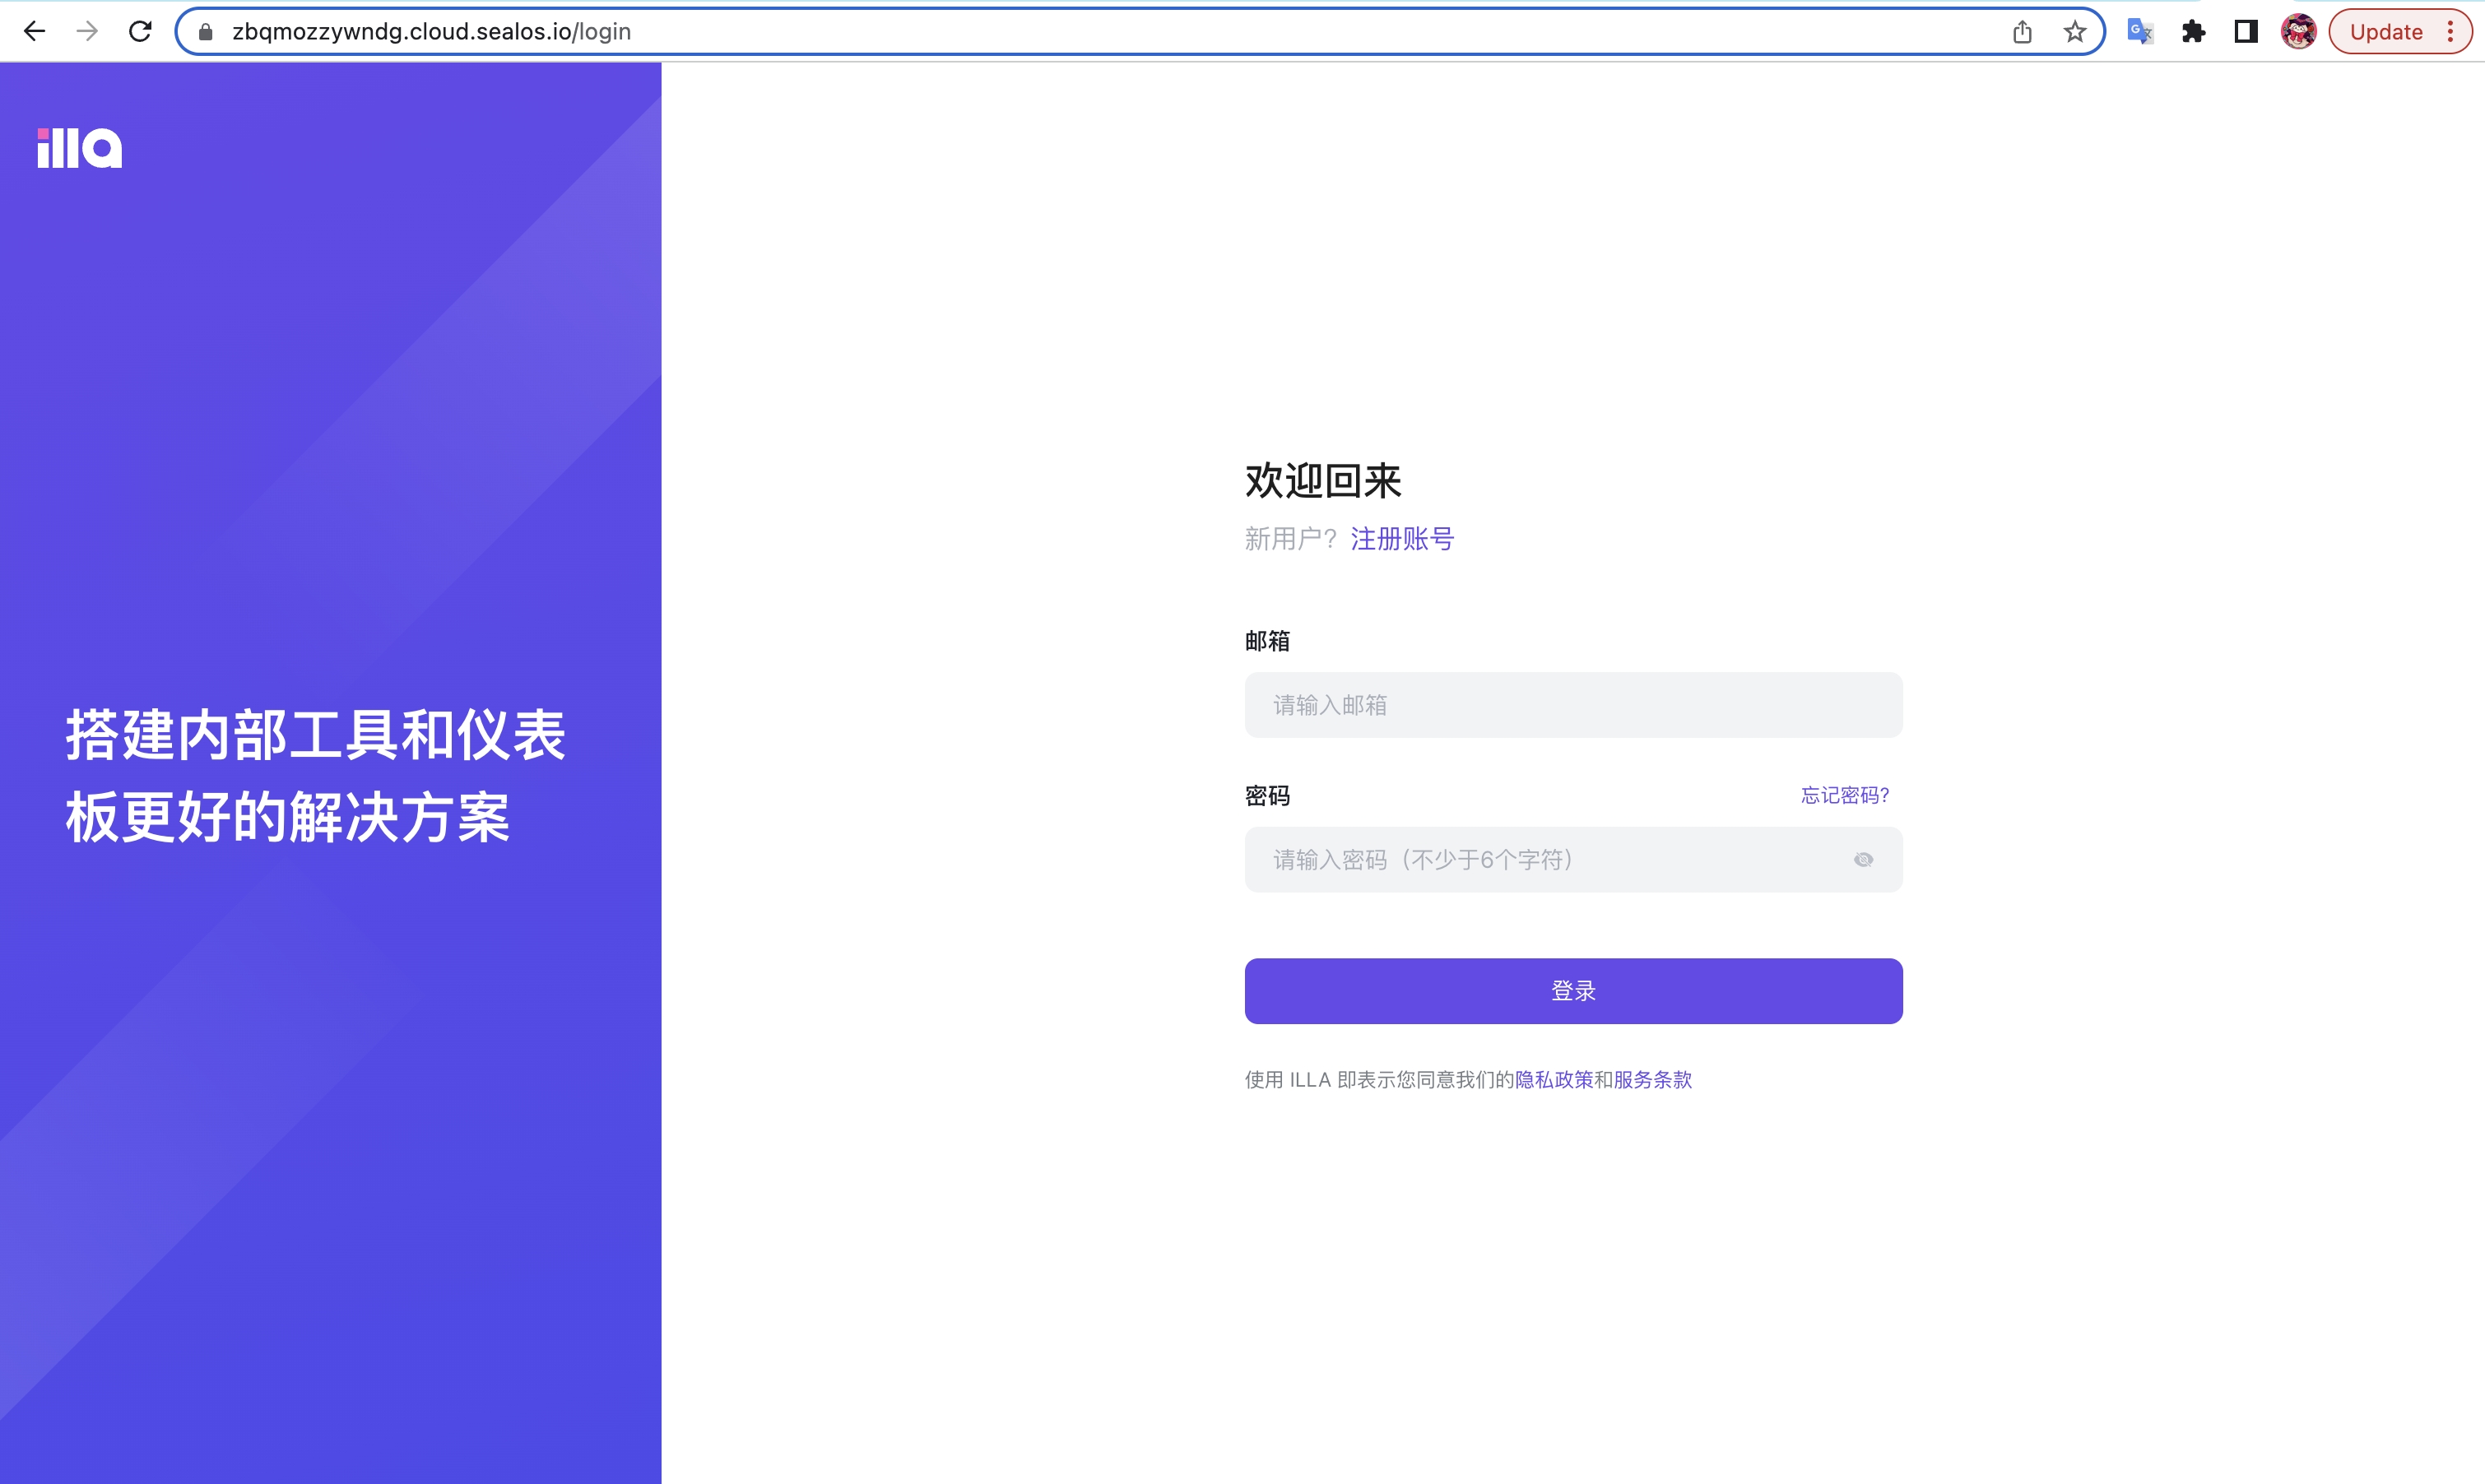 zbqmozzywndg.cloud.sealos.io/login
Update
illa
搭建内部工具和仪表
板更好的解决方案
欢迎回来
新用户? 注册账号
邮箱
请输入邮箱
密码
忘记密码?
请输入密码（不少于6个字符）
登录
使用 ILLA 即表示您同意我们的隐私政策和服务条款